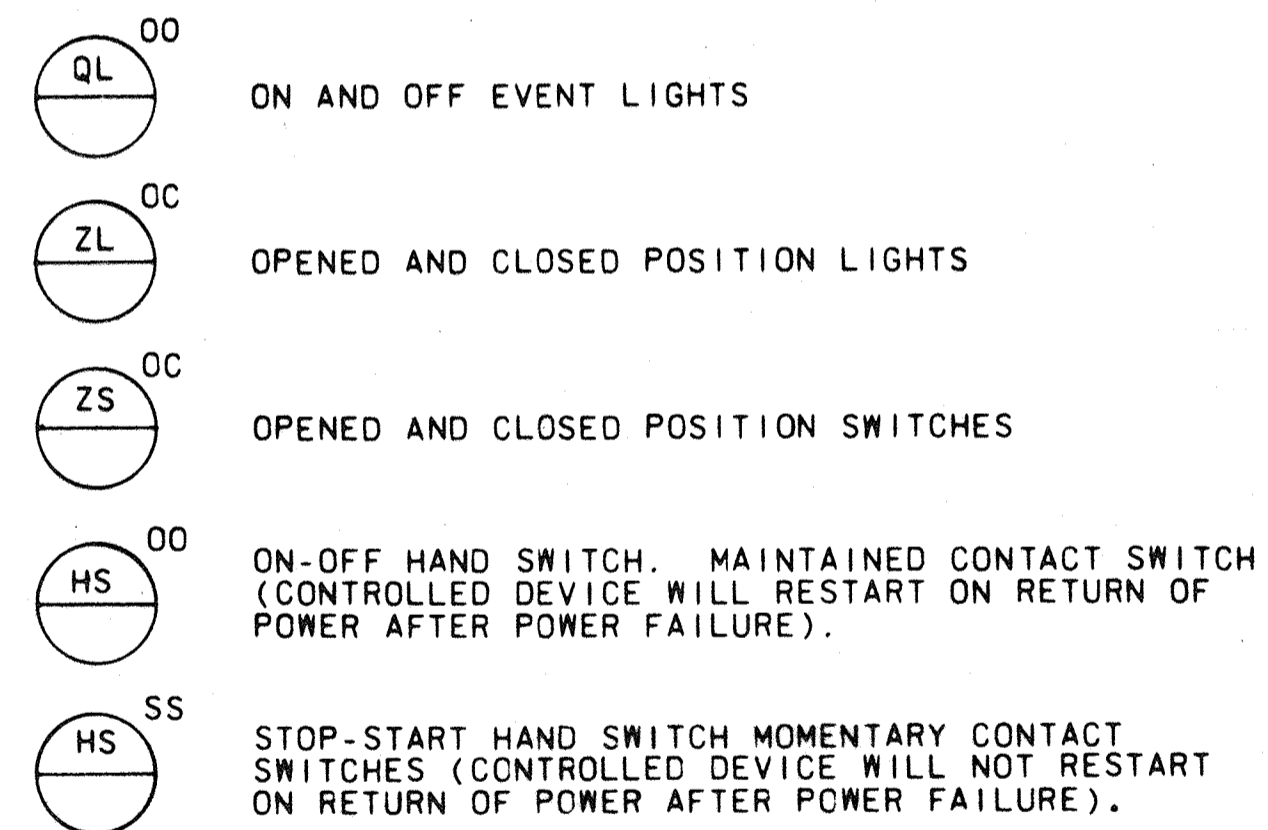 OO
QL
ON AND OFF EVENT LIGHTS
OC
ZL
OPENED AND CLOSED POSITION LIGHTS
OC
ZS
OPENED AND CLOSED POSITION SWITCHES
OO
HS
ON-OFF HAND SWITCH. MAINTAINED CONTACT SWITCH
(CONTROLLED DEVICE WILL RESTART ON RETURN OF
POWER AFTER POWER FAILURE).
SS
HS
STOP-START HAND SWITCH MOMENTARY CONTACT
SWITCHES (CONTROLLED DEVICE WILL NOT RESTART
ON RETURN OF POWER AFTER POWER FAILURE).